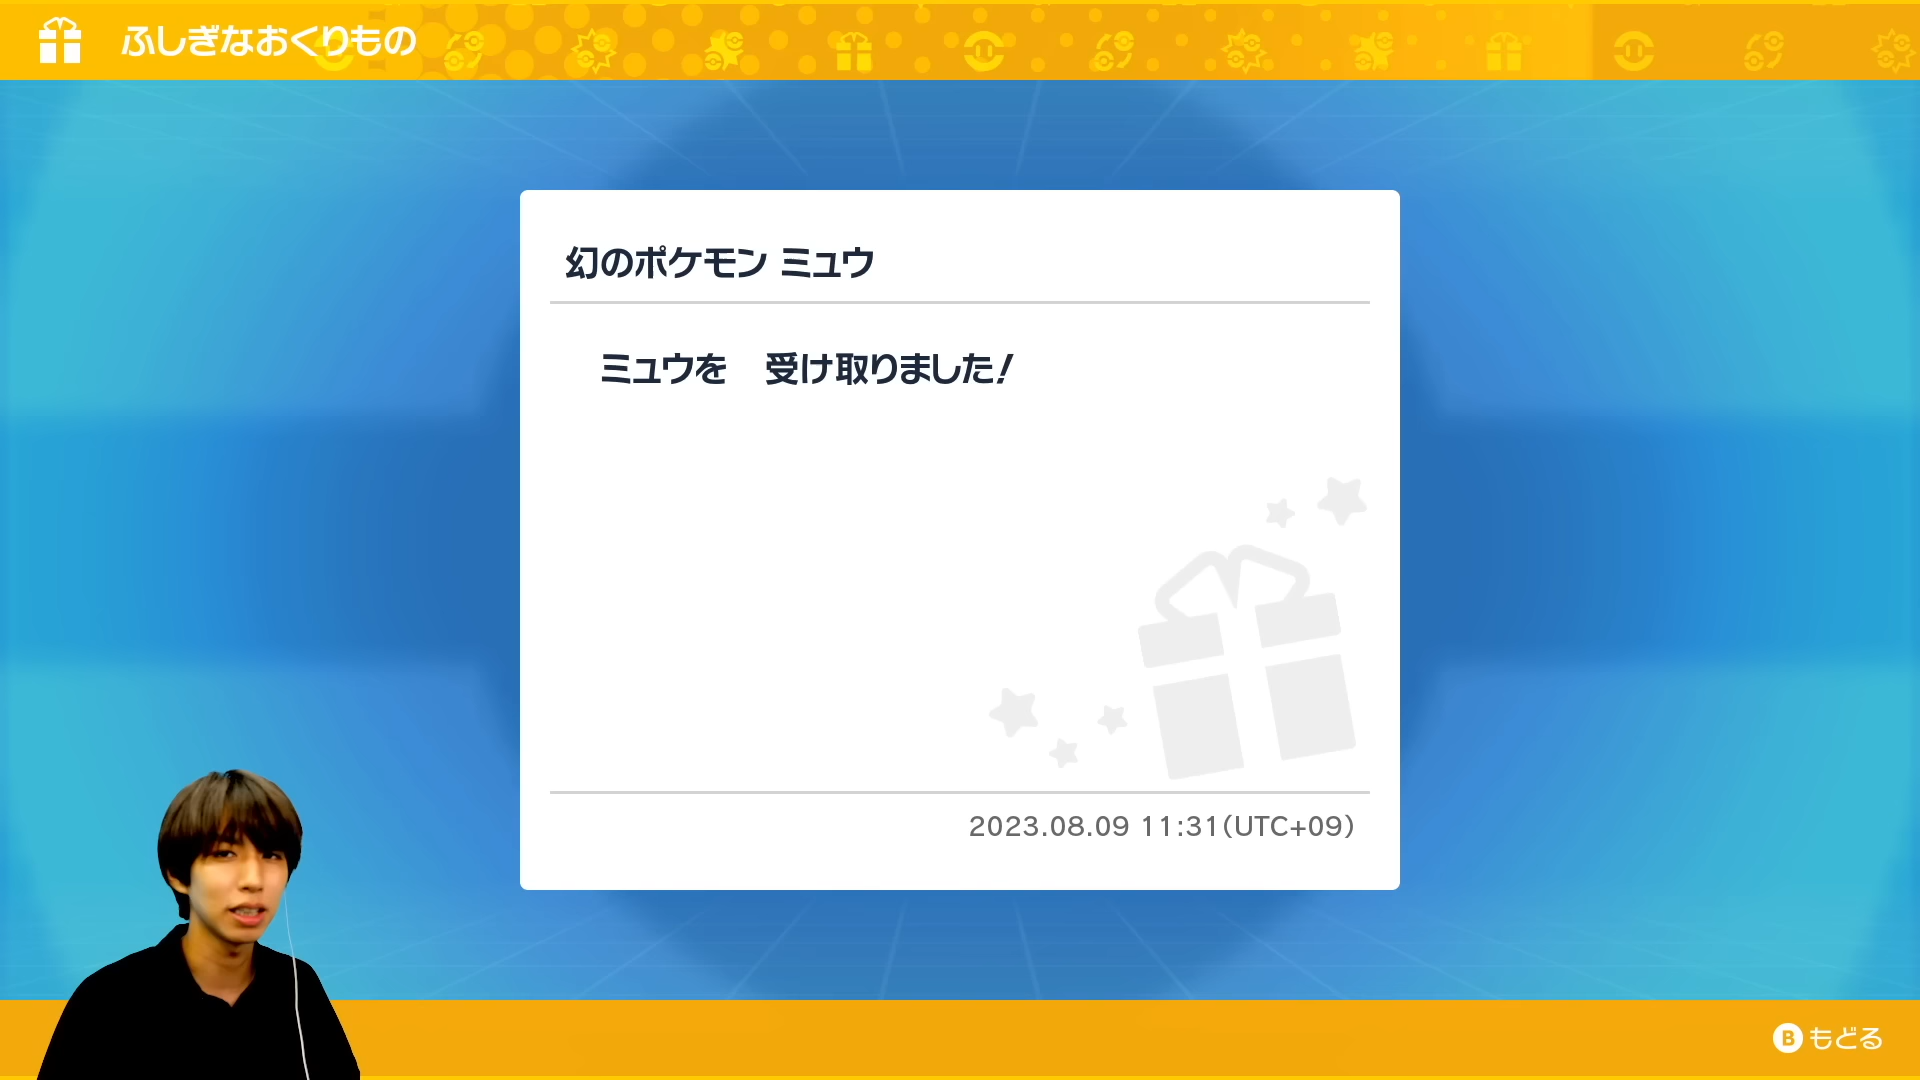 ふしぎなおくりもの
幻のポケモン ミュウ
ミュウを　受け取りました!
2023.08.09 11:31(UTC+09)
B もどる